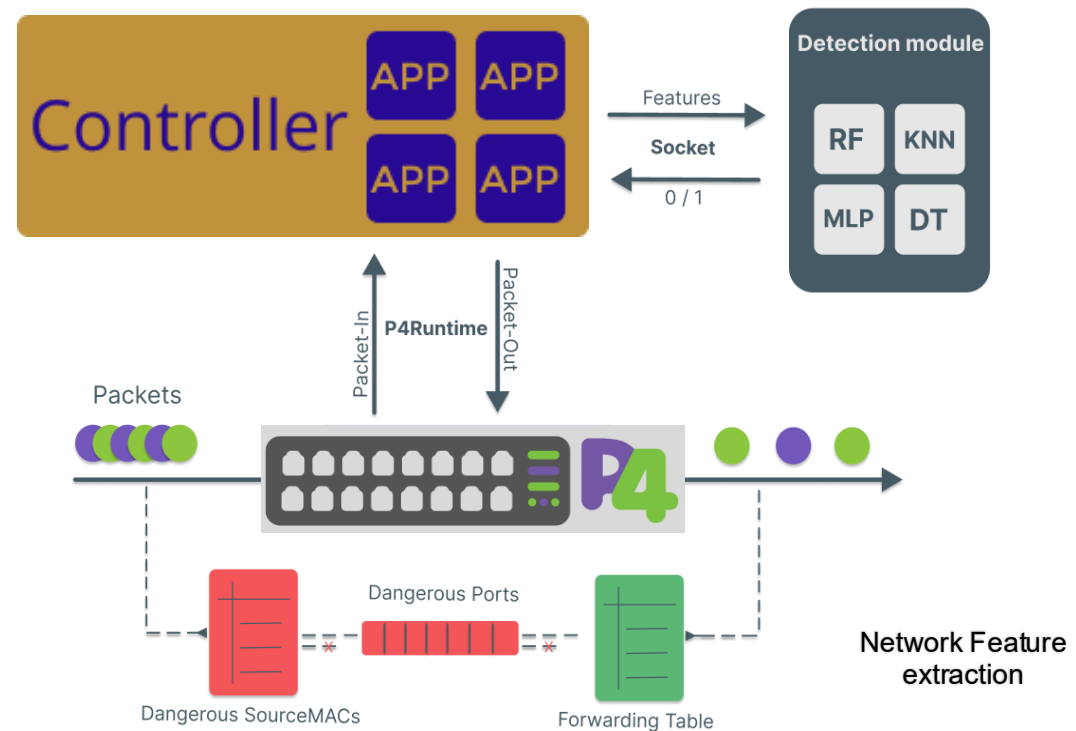 Controller
APP
APP
APP
APP
Features
Socket
0 / 1
Detection module
RF
KNN
MLP
DT
Packet-In
P4Runtime
Packet-Out
Packets
P4
Dangerous Ports
Dangerous SourceMACs
Forwarding Table
Network Feature
extraction